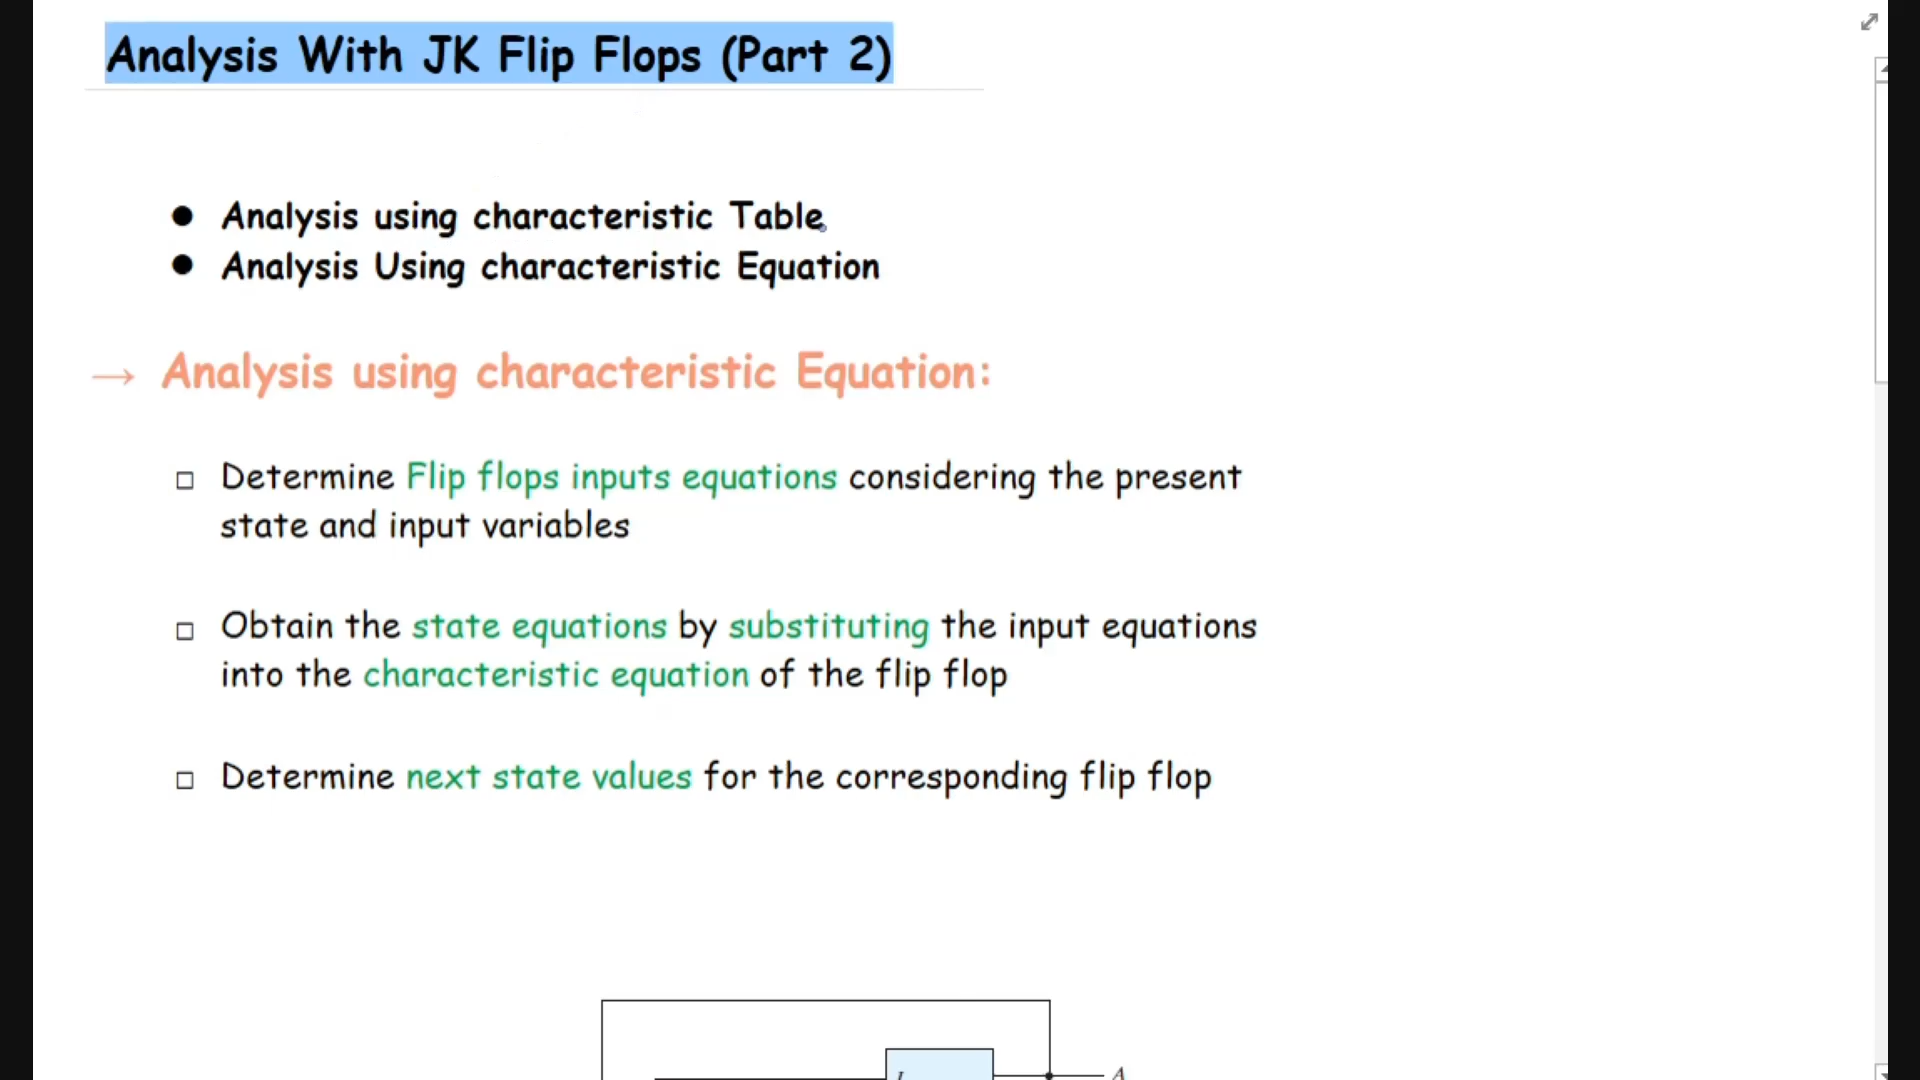 Analysis With JK Flip Flops (Part 2)
● Analysis using characteristic Table
● Analysis Using characteristic Equation
→ Analysis using characteristic Equation:
□ Determine Flip flops inputs equations considering the present
state and input variables
□ Obtain the state equations by substituting the input equations
into the characteristic equation of the flip flop
□ Determine next state values for the corresponding flip flop
J
A